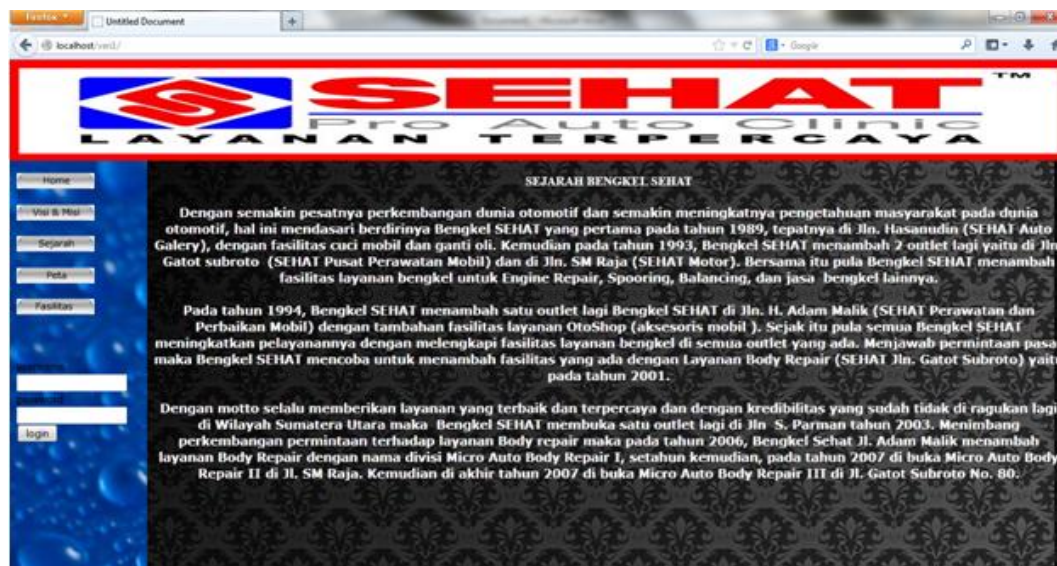 Firefox
Untitled Document
localhost/ver3/
Google
SEHAT
TM
Pro Auto Clinic
LAYANAN TERPERCAYA
Home
Visi & Misi
Sejarah
Peta
Fasilitas
username
password
login
SEJARAH BENGKEL SEHAT
Dengan semakin pesatnya perkembangan dunia otomotif dan semakin meningkatnya pengetahuan masyarakat pada dunia
otomotif, hal ini mendasari berdirinya Bengkel SEHAT yang pertama pada tahun 1989, tepatnya di Jln. Hasanudin (SEHAT Auto
Galery), dengan fasilitas cuci mobil dan ganti oli. Kemudian pada tahun 1993, Bengkel SEHAT menambah 2 outlet lagi yaitu di Jln
Gatot subroto (SEHAT Pusat Perawatan Mobil) dan di Jln. SM Raja (SEHAT Motor). Bersama itu pula Bengkel SEHAT menambah
fasilitas layanan bengkel untuk Engine Repair, Spooring, Balancing, dan jasa bengkel lainnya.
Pada tahun 1994, Bengkel SEHAT menambah satu outlet lagi Bengkel SEHAT di Jln. H. Adam Malik (SEHAT Perawatan dan
Perbaikan Mobil) dengan tambahan fasilitas layanan OtoShop (aksesoris mobil ). Sejak itu pula semua Bengkel SEHAT
meningkatkan pelayanannya dengan melengkapi fasilitas layanan bengkel di semua outlet yang ada. Menjawab permintaan pasa
maka Bengkel SEHAT mencoba untuk menambah fasilitas yang ada dengan Layanan Body Repair (SEHAT Jln. Gatot Subroto) yait
pada tahun 2001.
Dengan motto selalu memberikan layanan yang terbaik dan terpercaya dan dengan kredibilitas yang sudah tidak di ragukan lagi
di Wilayah Sumatera Utara maka Bengkel SEHAT membuka satu outlet lagi di Jln S. Parman tahun 2003. Menimbang
perkembangan permintaan terhadap layanan Body repair maka pada tahun 2006, Bengkel Sehat Jl. Adam Malik menambah
layanan Body Repair dengan nama divisi Micro Auto Body Repair I, setahun kemudian, pada tahun 2007 di buka Micro Auto Body
Repair II di Jl. SM Raja. Kemudian di akhir tahun 2007 di buka Micro Auto Body Repair III di Jl. Gatot Subroto No. 80.